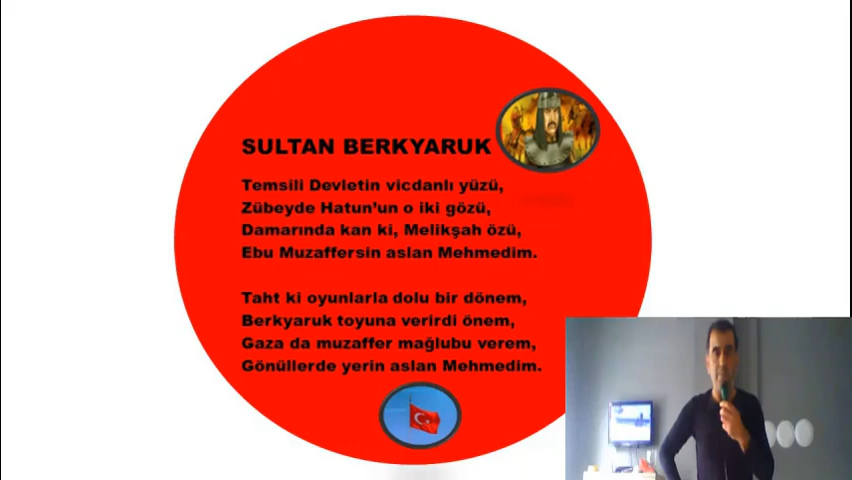 SULTAN BERKYARUK
Temsili Devletin vicdanlı yüzü,
Zübeyde Hatun'un o iki gözü,
Damarında kan ki, Melikşah özü,
Ebu Muzaffersin aslan Mehmedim.
Taht ki oyunlarla dolu bir dönem,
Berkyaruk toyuna verirdi önem,
Gaza da muzaffer mağlubu verem,
Gönüllerde yerin aslan Mehmedim.